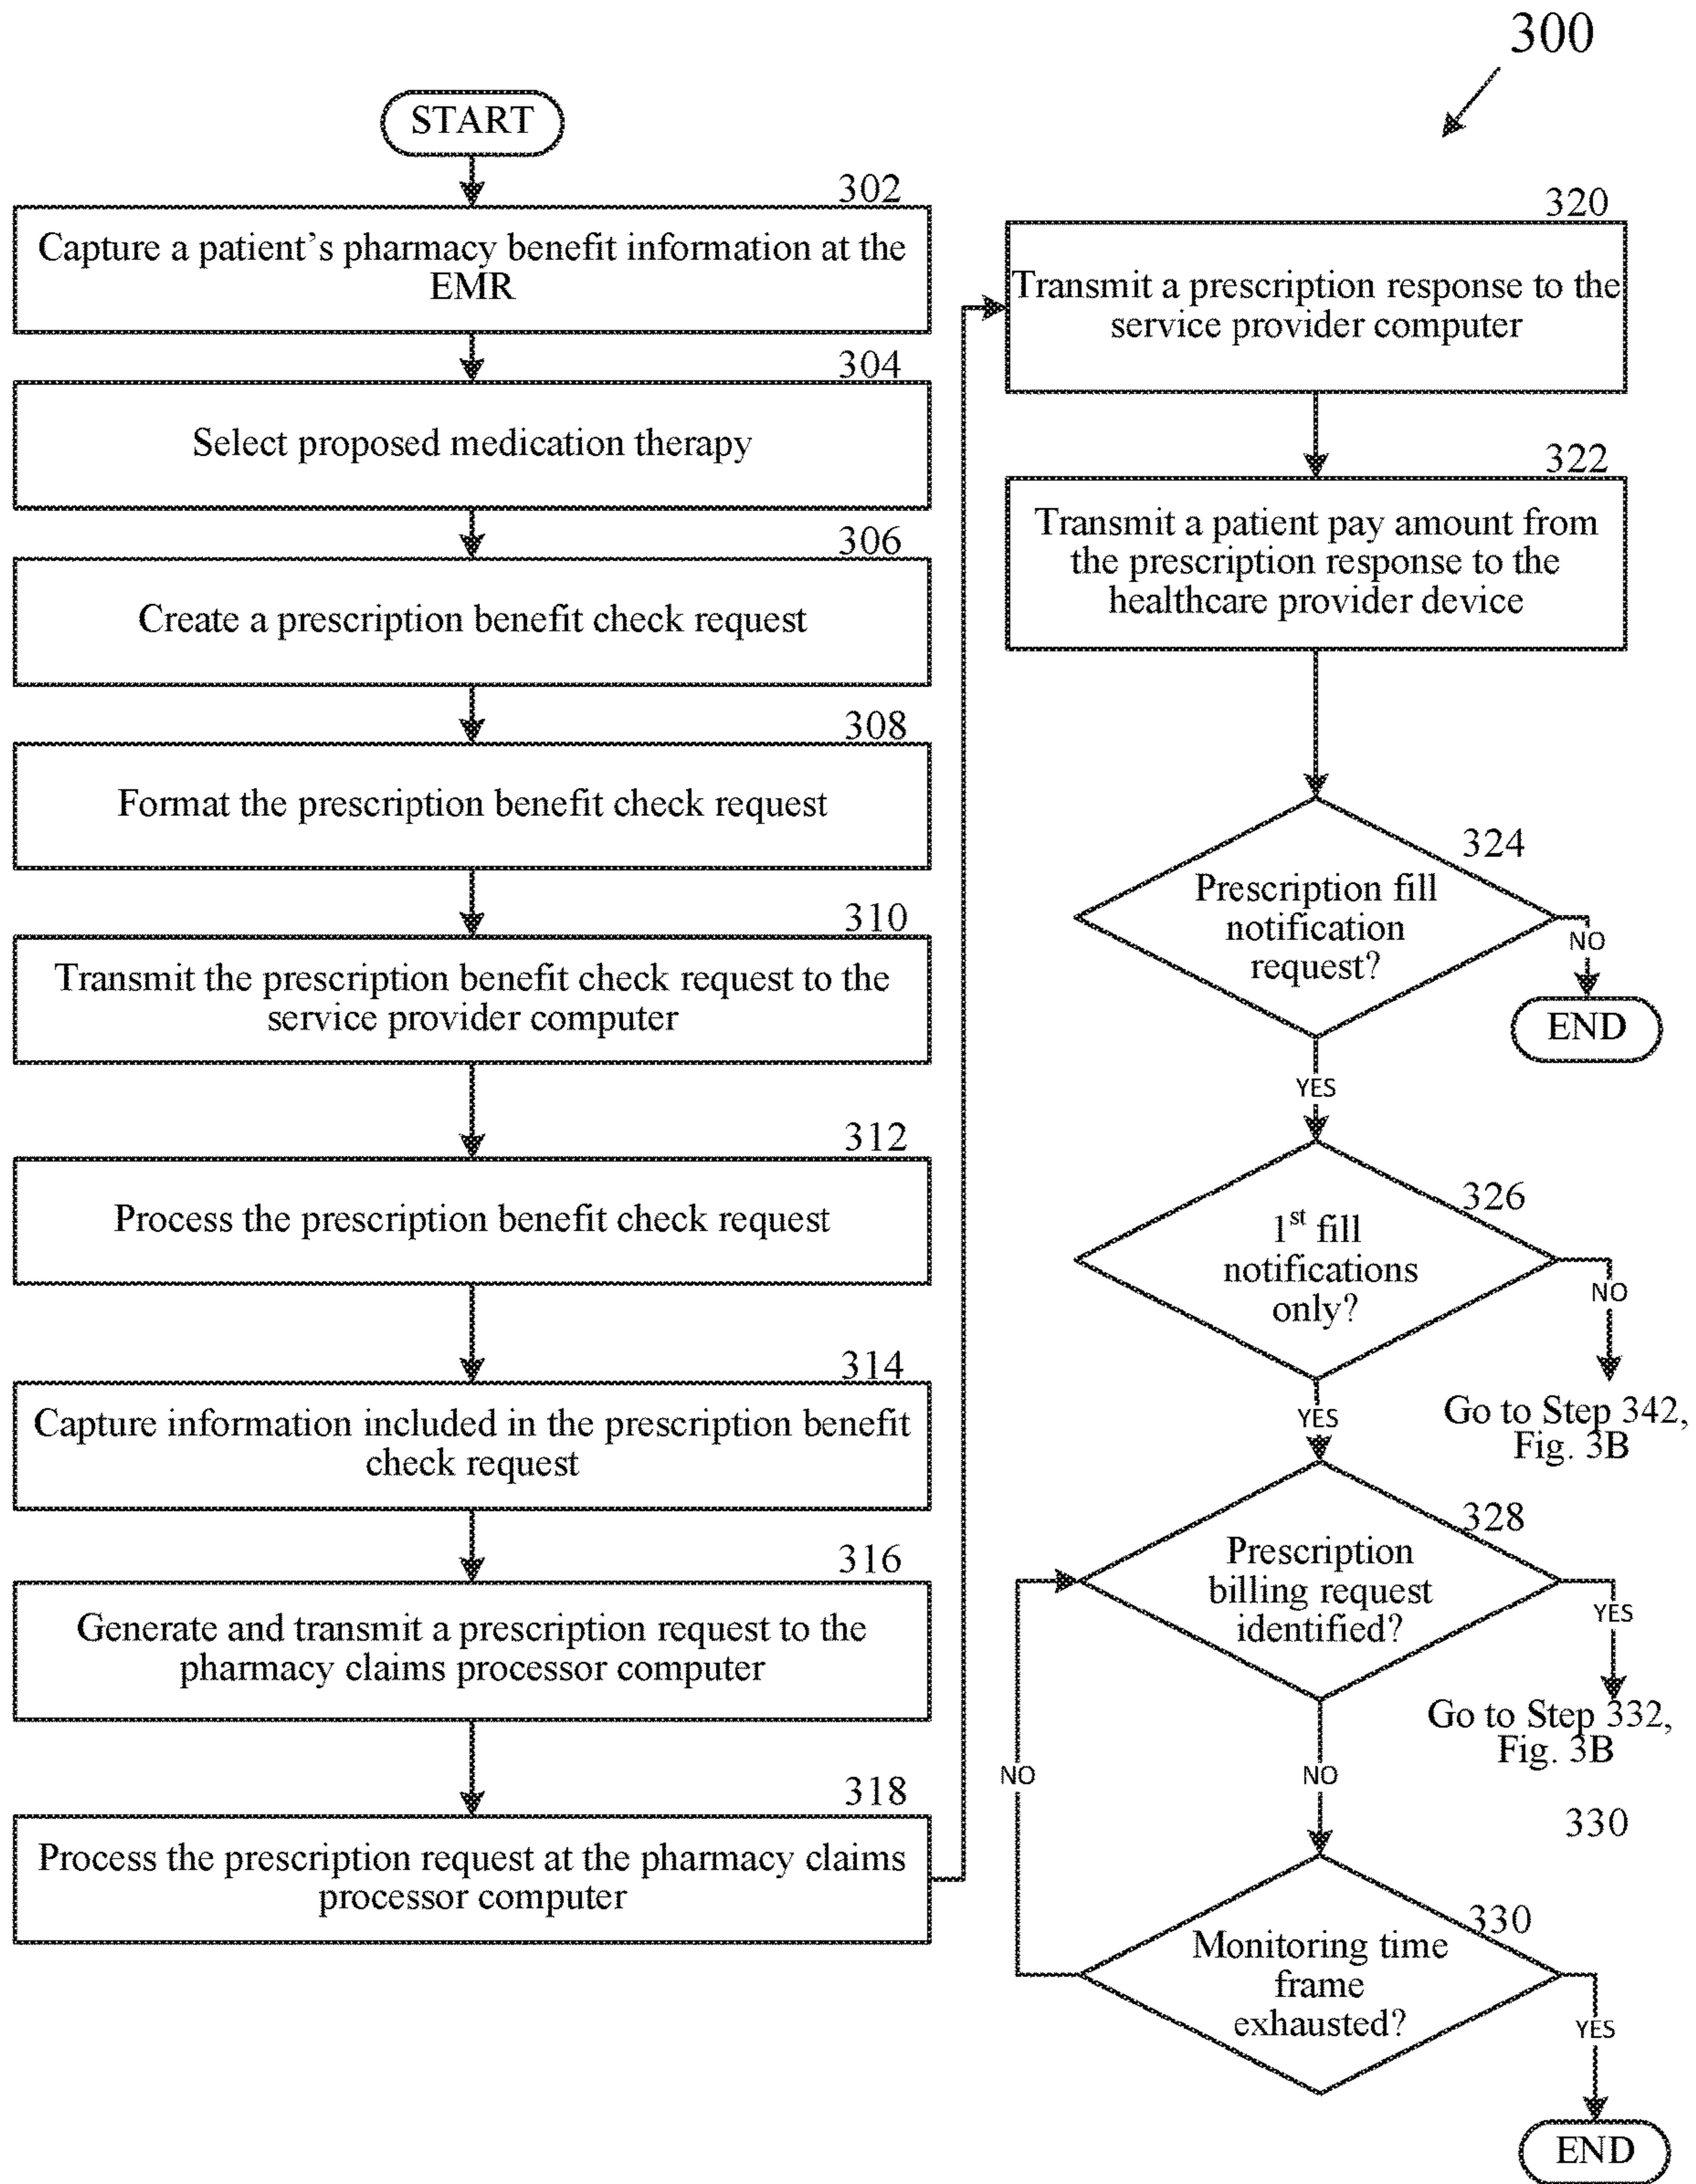 300
START
302
Capture a patient's pharmacy benefit information at the
EMR
304
Select proposed medication therapy
306
Create a prescription benefit check request
308
Format the prescription benefit check request
310
Transmit the prescription benefit check request to the
service provider computer
312
Process the prescription benefit check request
314
Capture information included in the prescription benefit
check request
316
Generate and transmit a prescription request to the
pharmacy claims processor computer
318
Process the prescription request at the pharmacy claims
processor computer
320
Transmit a prescription response to the
service provider computer
322
Transmit a patient pay amount from
the prescription response to the
healthcare provider device
324
Prescription fill
notification
request?
NO
END
YES
326
1st fill
notifications
only?
NO
Go to Step 342,
Fig. 3B
YES
328
Prescription
billing request
identified?
YES
Go to Step 332,
Fig. 3B
NO
NO
330
330
Monitoring time
frame
exhausted?
YES
END